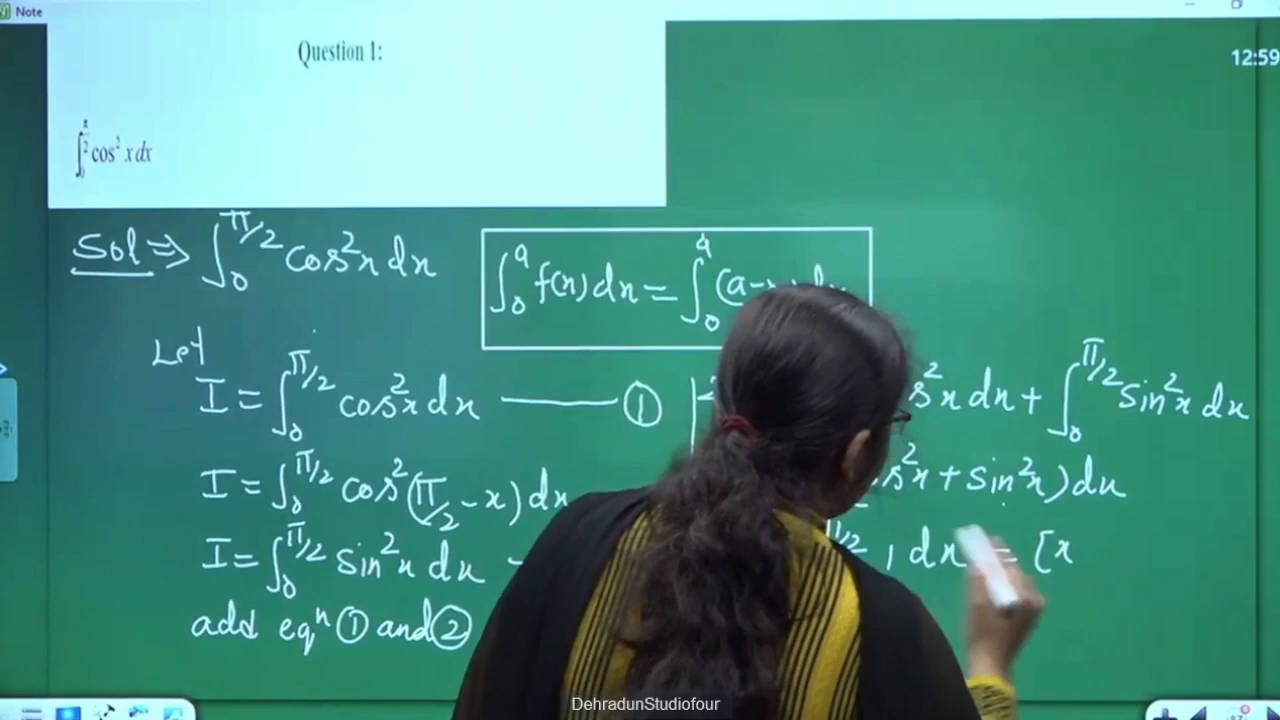 Note
Question 1:
12:59
∫₀^{π/2} cos² x dx
Sol ⇒ ∫₀^{π/2} cos²x dx
∫₀^a f(x) dx = ∫₀^a (a-
Let
I = ∫₀^{π/2} cos²x dx —— ①
I = ∫₀^{π/2} cos²(π/2 - x) dx
I = ∫₀^{π/2} sin²x dx -
add eqⁿ ① and ②
s²x dx + ∫₀^{π/2} sin²x dx
os²x + sin²x) dx
π/2 1 dx = [x
DehradunStudiofour